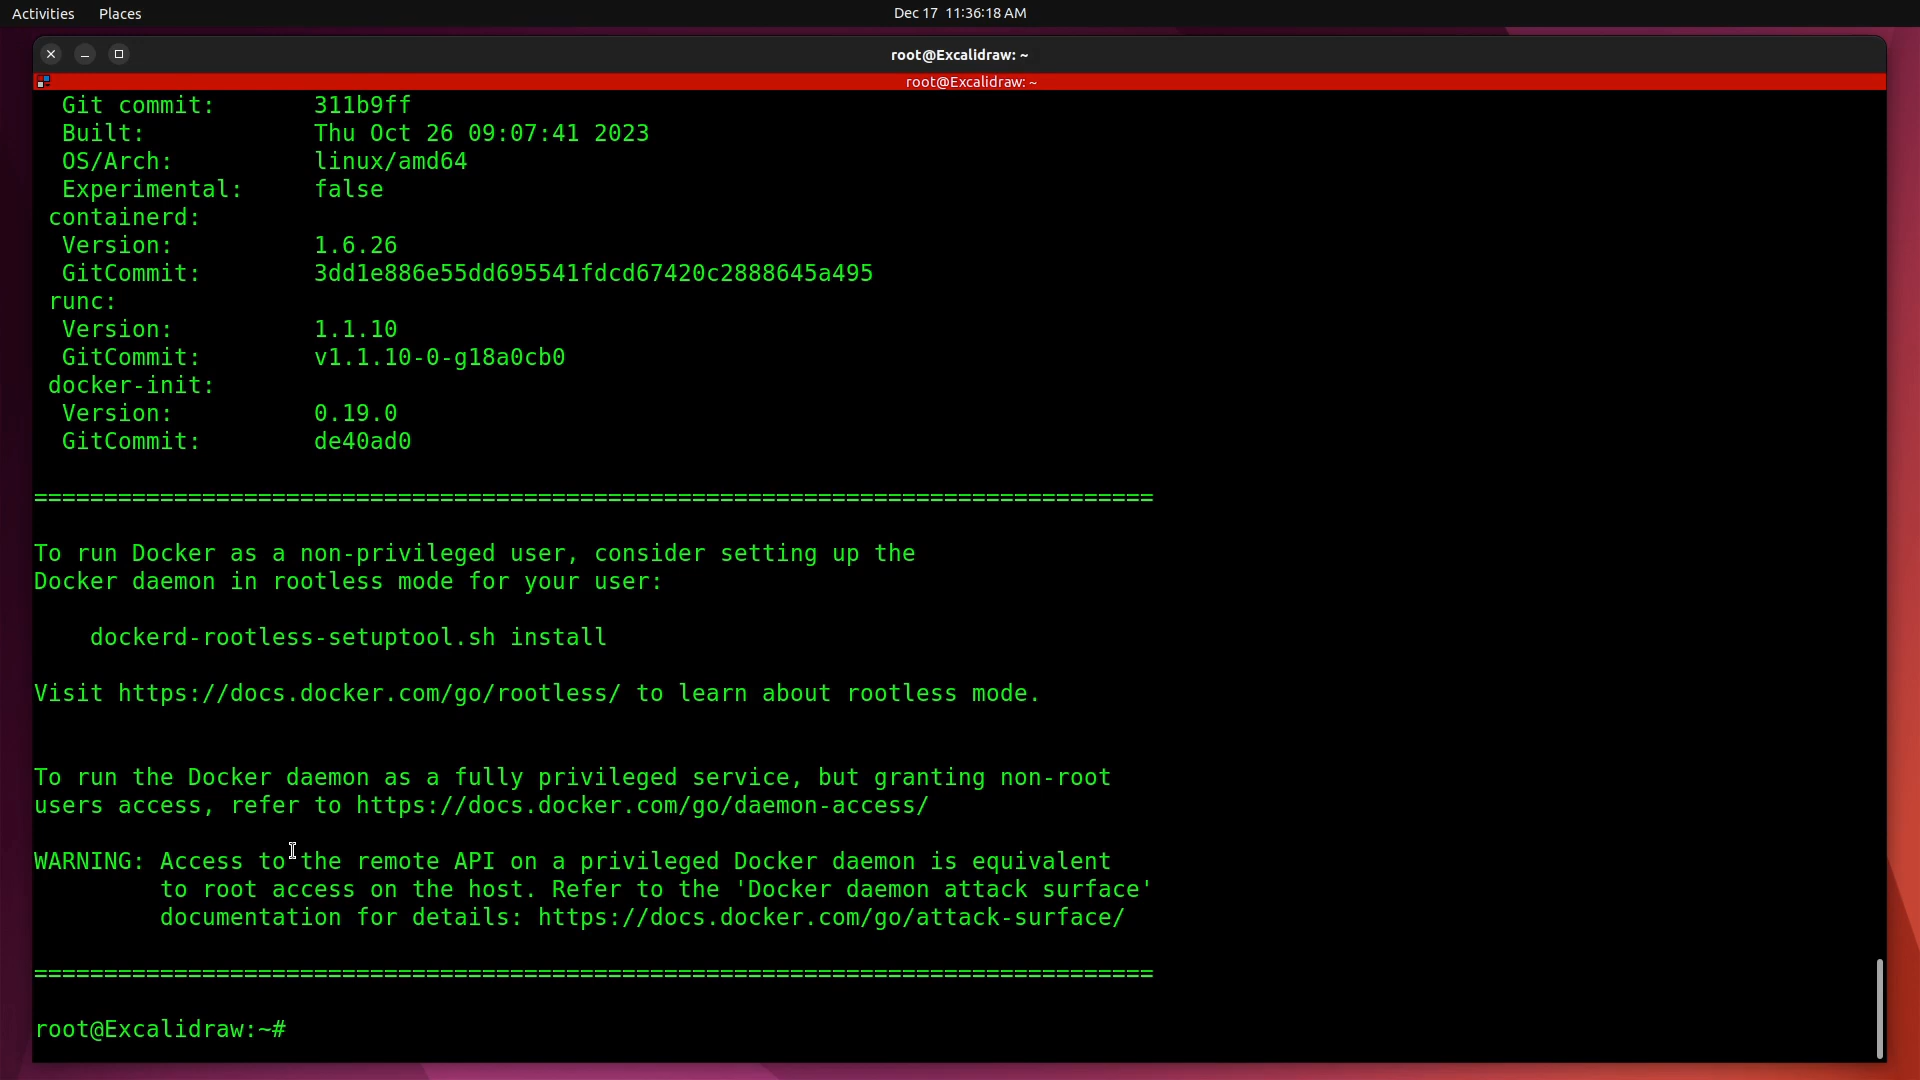 Activities Places Dec 17 11:36:18 AM
root@Excalidraw: ~
root@Excalidraw: ~
Git commit: 311b9ff
Built: Thu Oct 26 09:07:41 2023
OS/Arch: linux/amd64
Experimental: false
containerd:
Version: 1.6.26
GitCommit: 3dd1e886e55dd695541fdcd67420c2888645a495
runc:
Version: 1.1.10
GitCommit: v1.1.10-0-g18a0cb0
docker-init:
Version: 0.19.0
GitCommit: de40ad0
================================================================================
To run Docker as a non-privileged user, consider setting up the
Docker daemon in rootless mode for your user:
dockerd-rootless-setuptool.sh install
Visit https://docs.docker.com/go/rootless/ to learn about rootless mode.
To run the Docker daemon as a fully privileged service, but granting non-root
users access, refer to https://docs.docker.com/go/daemon-access/
WARNING: Access to the remote API on a privileged Docker daemon is equivalent
to root access on the host. Refer to the 'Docker daemon attack surface'
documentation for details: https://docs.docker.com/go/attack-surface/
================================================================================
root@Excalidraw:~#